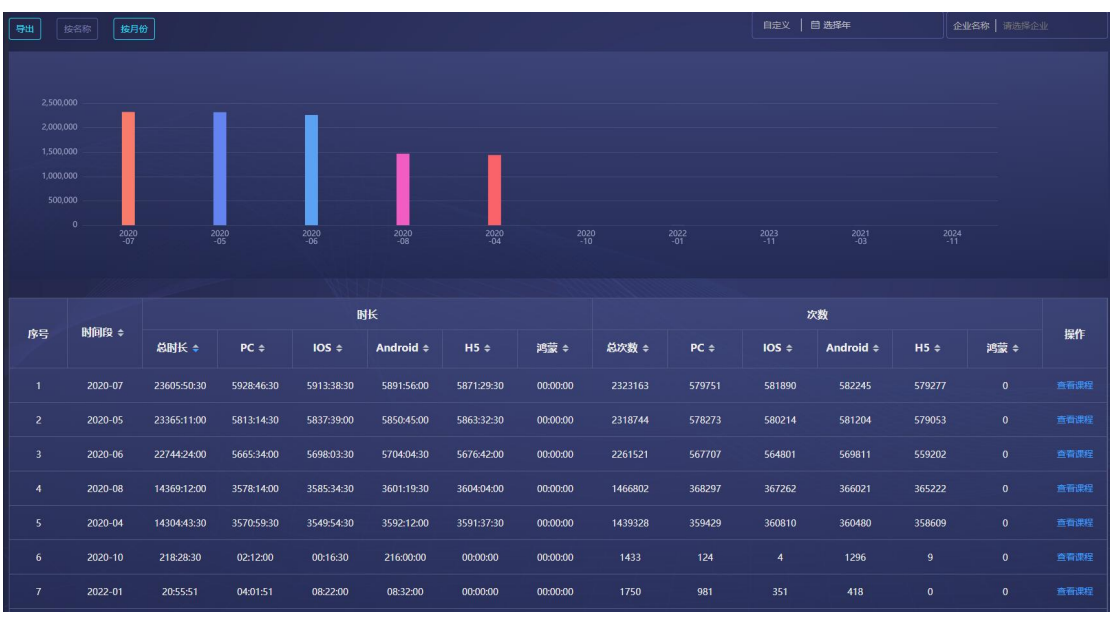 导出 按名称 按月份 自定义 选择年 企业名称 请选择企业
2,500,000
2,000,000
1,500,000
1,000,000
500,000
0
2020 2020 2020 2020 2020 2020 2022 2023 2021 2024
-07 -05 -06 -08 -04 -10 -01 -11 -03 -11
时长 次数
序号 时间段 操作
总时长 PC IOS Android H5 鸿蒙 总次数 PC IOS Android H5 鸿蒙
1 2020-07 23605:50:30 5928:46:30 5913:38:30 5891:56:00 5871:29:30 00:00:00 2323163 579751 581890 582245 579277 0 查看课程
2 2020-05 23365:11:00 5813:14:30 5837:39:00 5850:45:00 5863:32:30 00:00:00 2318744 578273 580214 581204 579053 0 查看课程
3 2020-06 22744:24:00 5665:34:00 5698:03:30 5704:04:30 5676:42:00 00:00:00 2261521 567707 564801 569811 559202 0 查看课程
4 2020-08 14369:12:00 3578:14:00 3585:34:30 3601:19:30 3604:04:00 00:00:00 1466802 368297 367262 366021 365222 0 查看课程
5 2020-04 14304:43:30 3570:59:30 3549:54:30 3592:12:00 3591:37:30 00:00:00 1439328 359429 360810 360480 358609 0 查看课程
6 2020-10 218:28:30 02:12:00 00:16:30 216:00:00 00:00:00 00:00:00 1433 124 4 1296 9 0 查看课程
7 2022-01 20:55:51 04:01:51 08:22:00 08:32:00 00:00:00 00:00:00 1750 981 351 418 0 0 查看课程